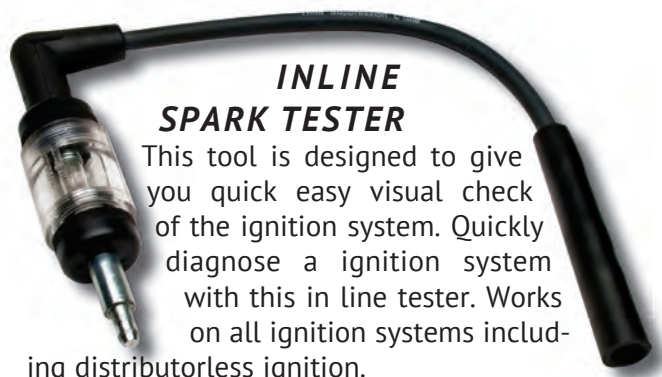 INLINE
SPARK TESTER
This tool is designed to give
you quick easy visual check
of the ignition system. Quickly
diagnose a ignition system
with this in line tester. Works
on all ignition systems includ-
ing distributorless ignition.